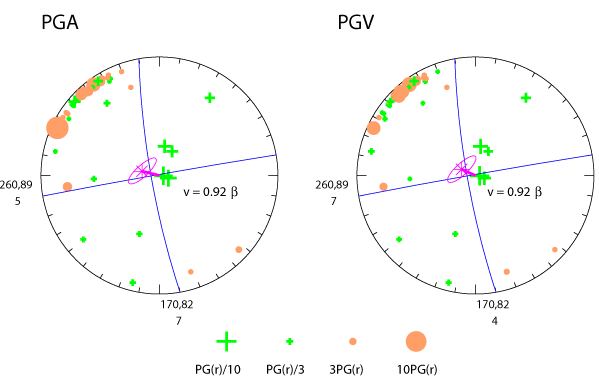 PGA PGV
260,89 260,89
5 7
v = 0.92 β v = 0.92 β
170,82 170,82
7 4
PG(r)/10 PG(r)/3 3PG(r) 10PG(r)